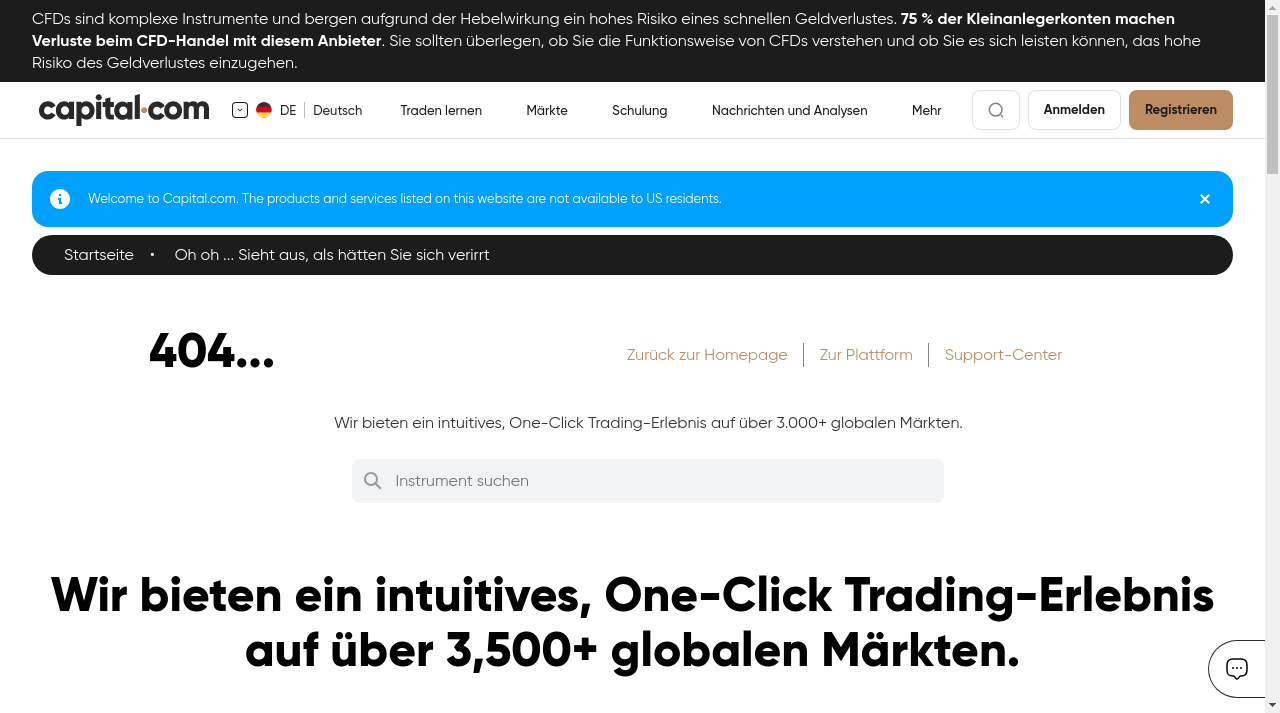 CFDs sind komplexe Instrumente und bergen aufgrund der Hebelwirkung ein hohes Risiko eines schnellen Geldverlustes. 75 % der Kleinanlegerkonten machen
Verluste beim CFD-Handel mit diesem Anbieter. Sie sollten überlegen, ob Sie die Funktionsweise von CFDs verstehen und ob Sie es sich leisten können, das hohe
Risiko des Geldverlustes einzugehen.
capital.com DE Deutsch Traden lernen Märkte Schulung Nachrichten und Analysen Mehr Anmelden Registrieren
Welcome to Capital.com. The products and services listed on this website are not available to US residents.
Startseite • Oh oh ... Sieht aus, als hätten Sie sich verirrt
404... Zurück zur Homepage Zur Plattform Support-Center
Wir bieten ein intuitives, One-Click Trading-Erlebnis auf über 3.000+ globalen Märkten.
Instrument suchen
Wir bieten ein intuitives, One-Click Trading-Erlebnis
auf über 3,500+ globalen Märkten.